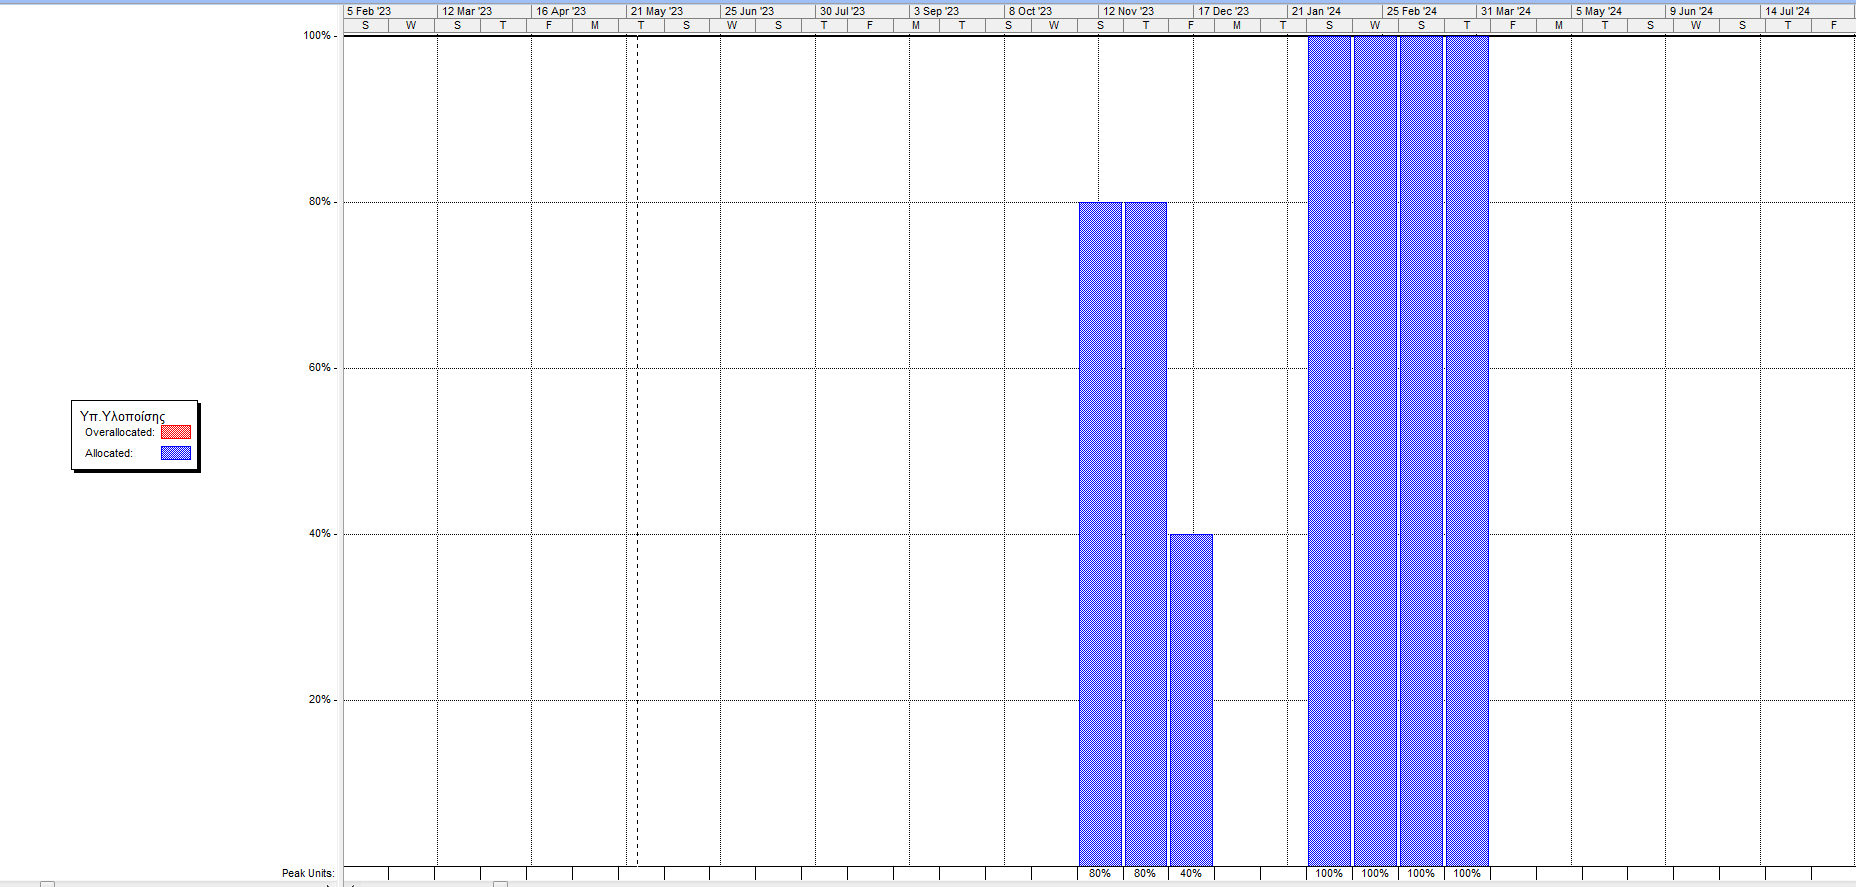 5 Feb '23 12 Mar '23 16 Apr '23 21 May '23 25 Jun '23 30 Jul '23 3 Sep '23 8 Oct '23 12 Nov '23 17 Dec '23 21 Jan '24 25 Feb '24 31 Mar '24 5 May '24 9 Jun '24 14 Jul '24
S W S T F M T S W S T F M T S W S T F M T S W S T F M T S W S T F
100%
80%
60%
40%
20%
Υπ.Υλοποίσης
Overallocated:
Allocated:
Peak Units: 80% 80% 40% 100% 100% 100% 100%